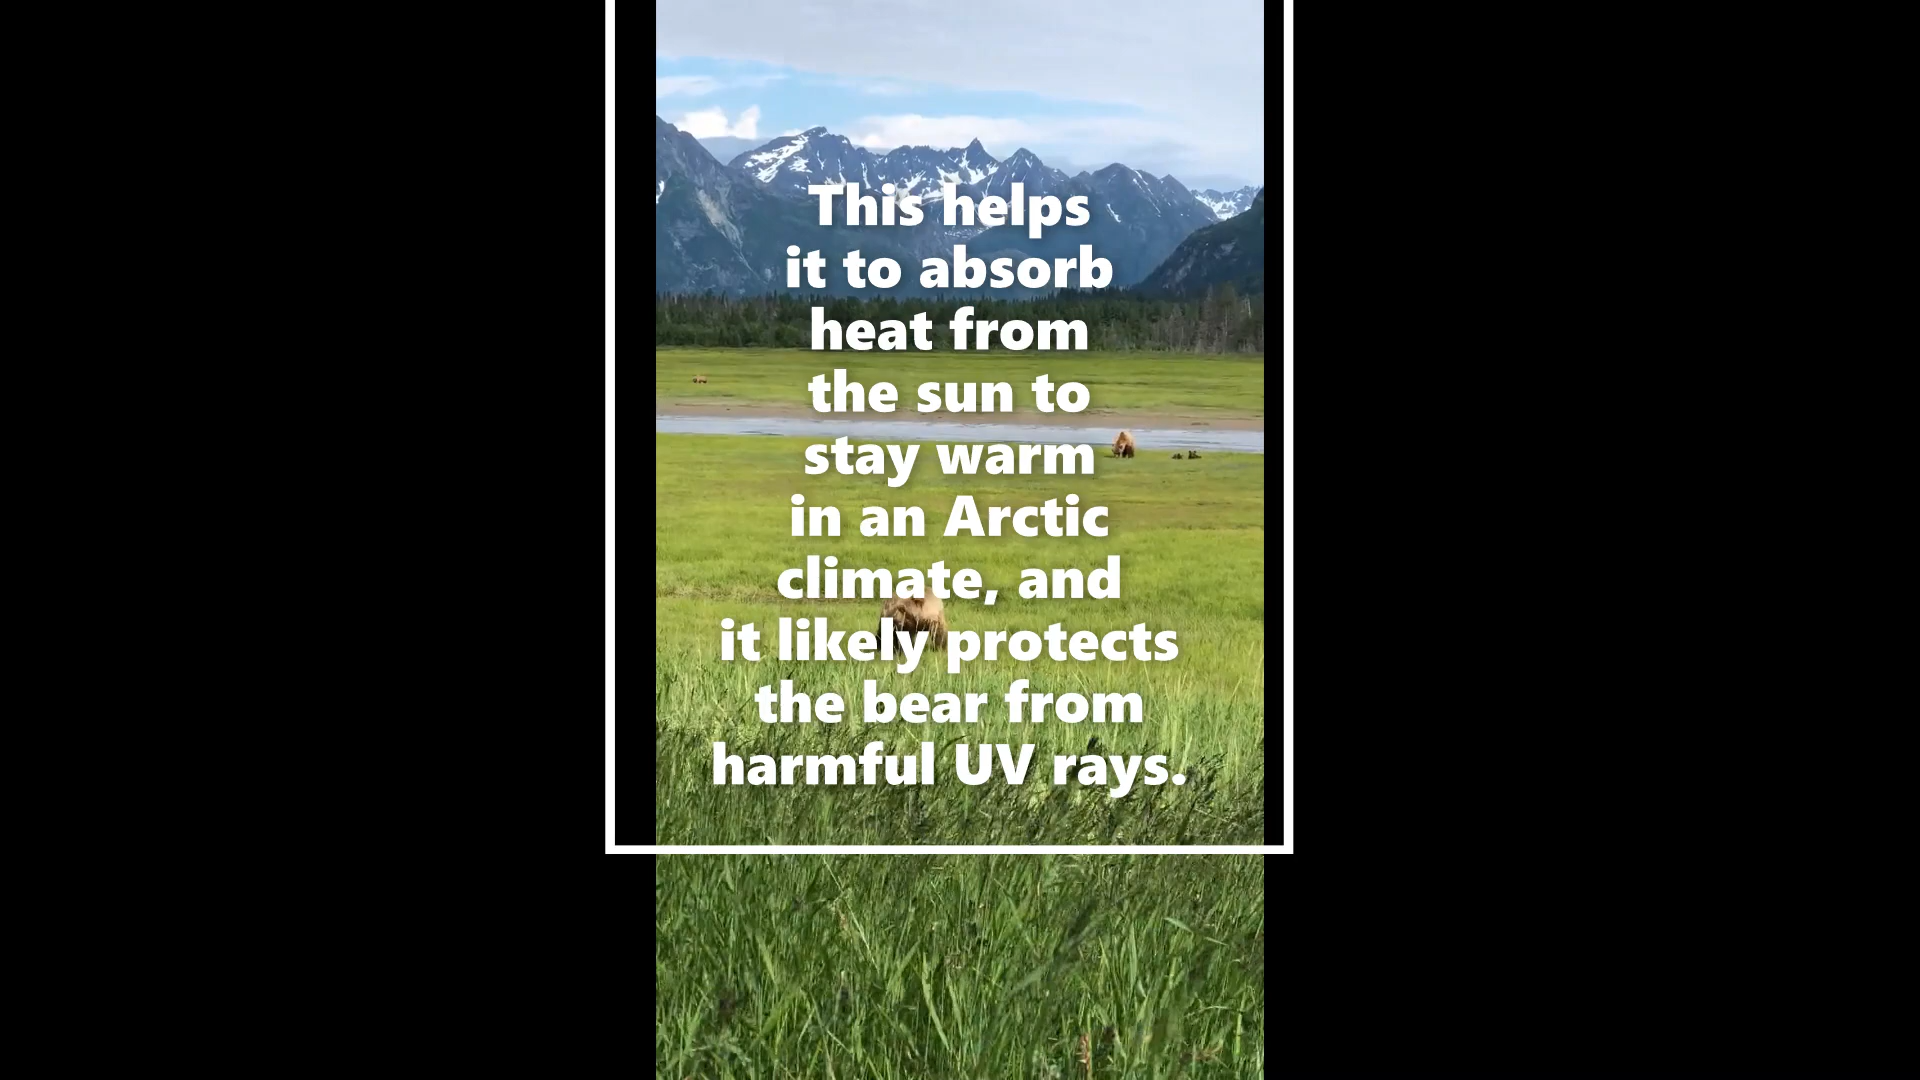 This helps
it to absorb
heat from
the sun to
stay warm
in an Arctic
climate, and
it likely protects
the bear from
harmful UV rays.